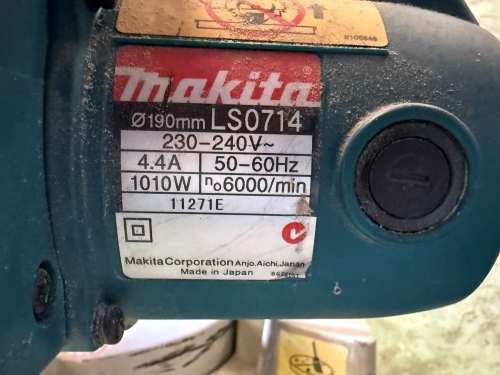 makita
Ø190mm LS0714
230-240V~
4.4A 50-60Hz
1010W n₀6000/min
11271E
Makita Corporation Anjo, Aichi, Japan
Made in Japan